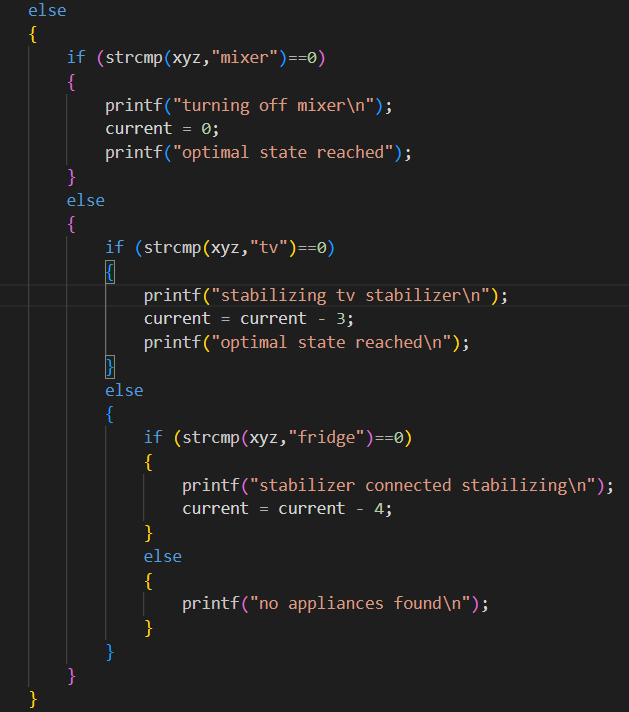 else
{
if (strcmp(xyz,"mixer")==0)
{
printf("turning off mixer\n");
current = 0;
printf("optimal state reached");
}
else
{
if (strcmp(xyz,"tv")==0)
{
printf("stabilizing tv stabilizer\n");
current = current - 3;
printf("optimal state reached\n");
}
else
{
if (strcmp(xyz,"fridge")==0)
{
printf("stabilizer connected stabilizing\n");
current = current - 4;
}
else
{
printf("no appliances found\n");
}
}
}
}